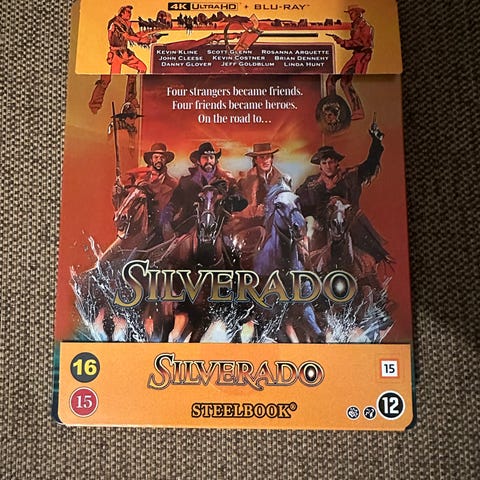 4K ULTRA HD + BLU-RAY™
KEVIN KLINE SCOTT GLENN ROSANNA ARQUETTE
JOHN CLEESE KEVIN COSTNER BRIAN DENNEHY
DANNY GLOVER JEFF GOLDBLUM LINDA HUNT
Four strangers became friends.
Four friends became heroes.
On the road to...
SILVERADO
16
SILVERADO
15
15
STEELBOOK®
12